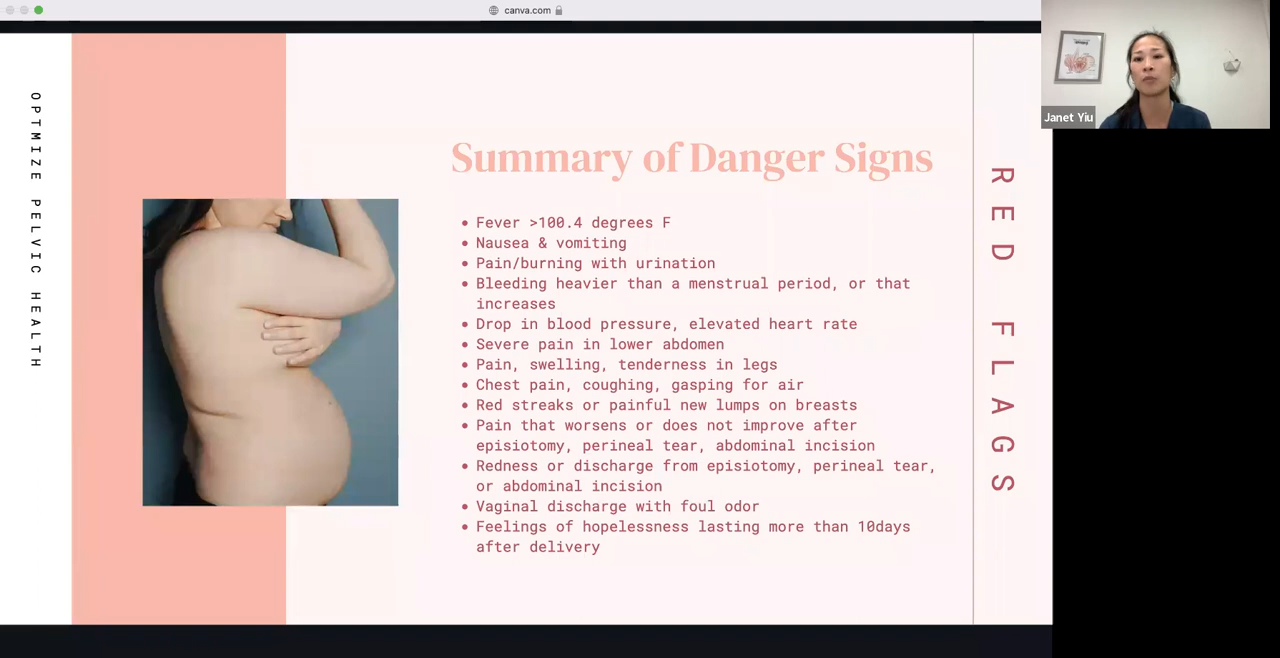 canva.com
OPTMIZE PELVIC HEALTH
Summary of Danger Signs
• Fever >100.4 degrees F
• Nausea & vomiting
• Pain/burning with urination
• Bleeding heavier than a menstrual period, or that
increases
• Drop in blood pressure, elevated heart rate
• Severe pain in lower abdomen
• Pain, swelling, tenderness in legs
• Chest pain, coughing, gasping for air
• Red streaks or painful new lumps on breasts
• Pain that worsens or does not improve after
episiotomy, perineal tear, abdominal incision
• Redness or discharge from episiotomy, perineal tear,
or abdominal incision
• Vaginal discharge with foul odor
• Feelings of hopelessness lasting more than 10days
after delivery
RED FLAGS
Janet Yiu